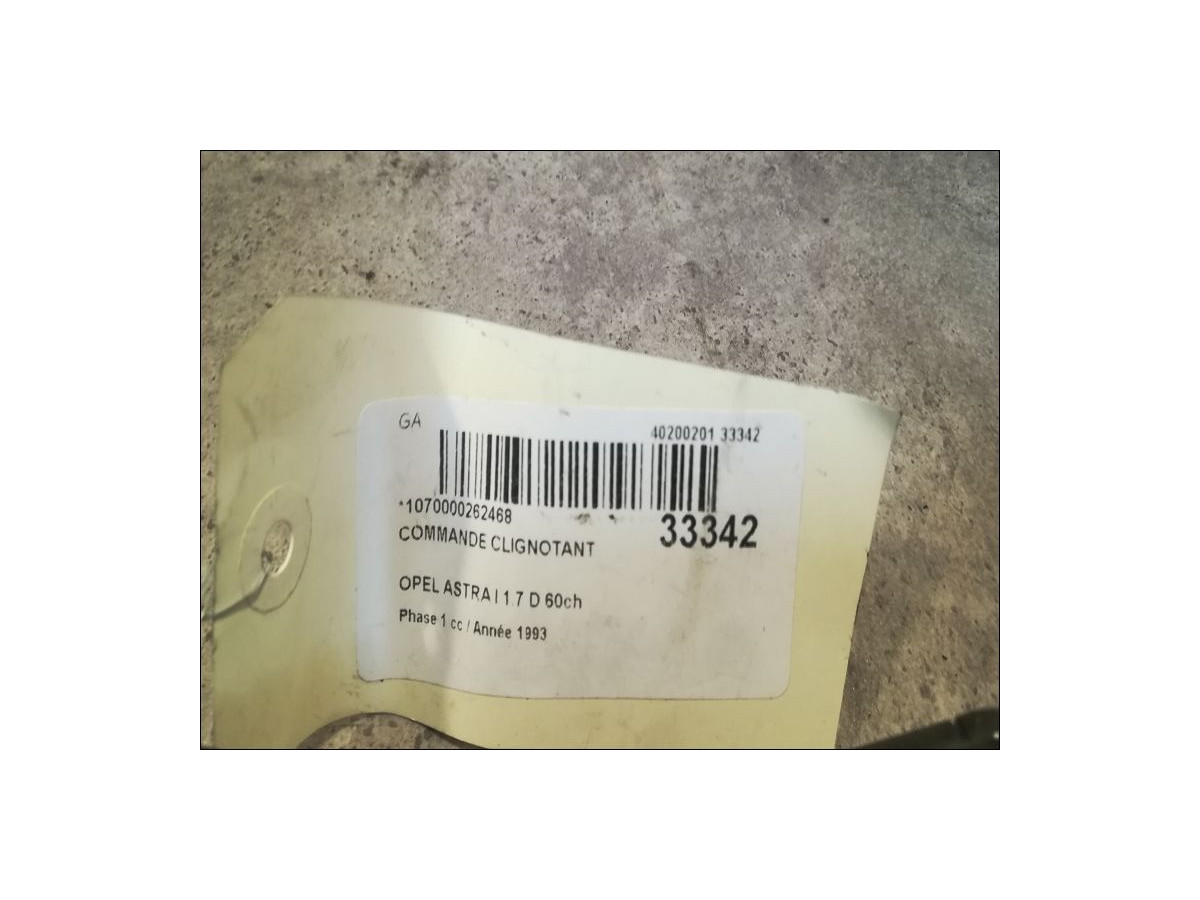 GA
40200201 33342
*1070000262468
33342
COMMANDE CLIGNOTANT
OPEL ASTRA I 1.7 D 60ch
Phase 1 cc / Année 1993